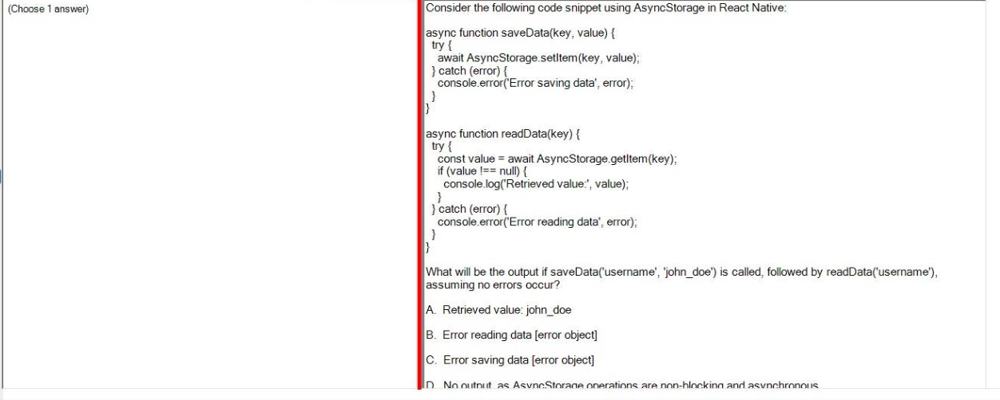 (Choose 1 answer)
Consider the following code snippet using AsyncStorage in React Native:
async function saveData(key, value) {
try {
await AsyncStorage.setItem(key, value);
} catch (error) {
console.error('Error saving data', error);
}
}
async function readData(key) {
try {
const value = await AsyncStorage.getItem(key);
if (value !== null) {
console.log('Retrieved value:', value);
}
} catch (error) {
console.error('Error reading data', error);
}
}
What will be the output if saveData('username', 'john_doe') is called, followed by readData('username'),
assuming no errors occur?
A. Retrieved value: john_doe
B. Error reading data [error object]
C. Error saving data [error object]
D. No output, as AsyncStorage operations are non-blocking and asynchronous